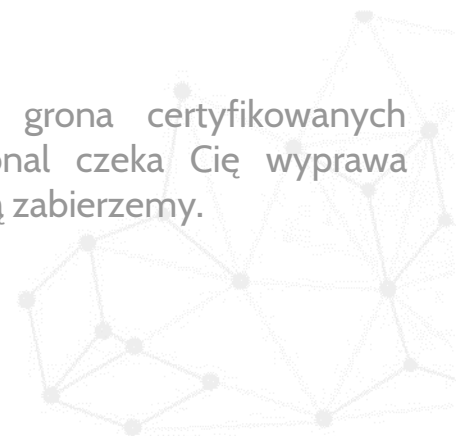 grona certyfikowanych
onal czeka Cię wyprawa
ą zabierzemy.